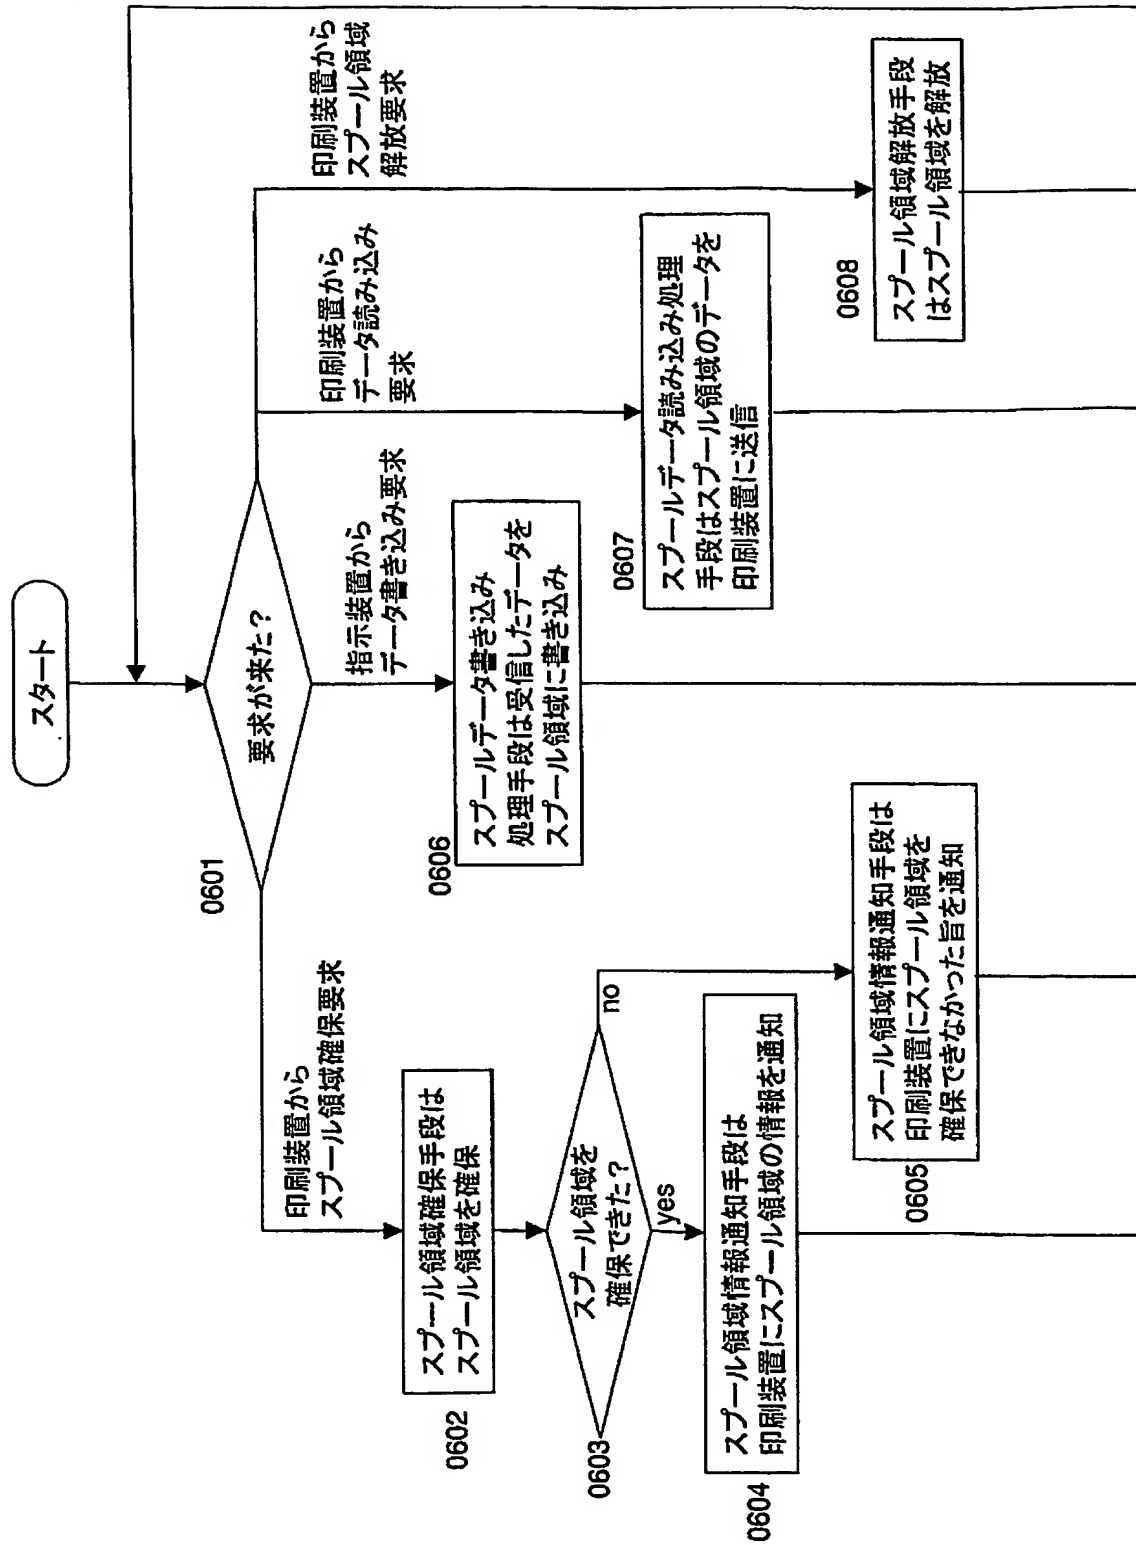 スタート
要求が来た？
0601
印刷装置から
スプール領域確保要求
指示装置から
データ書き込み要求
印刷装置から
データ読み込み
要求
印刷装置から
スプール領域
解放要求
スプール領域確保手段は
スプール領域を確保
0602
スプール領域を
確保できた？
0603
yes
no
スプール領域情報通知手段は
印刷装置にスプール領域の情報を通知
0604
スプール領域情報通知手段は
印刷装置にスプール領域を
確保できなかった旨を通知
0605
スプールデータ書き込み
処理手段は受信したデータを
スプール領域に書き込み
0606
スプールデータ読み込み処理
手段はスプール領域のデータを
印刷装置に送信
0607
スプール領域解放手段
はスプール領域を解放
0608